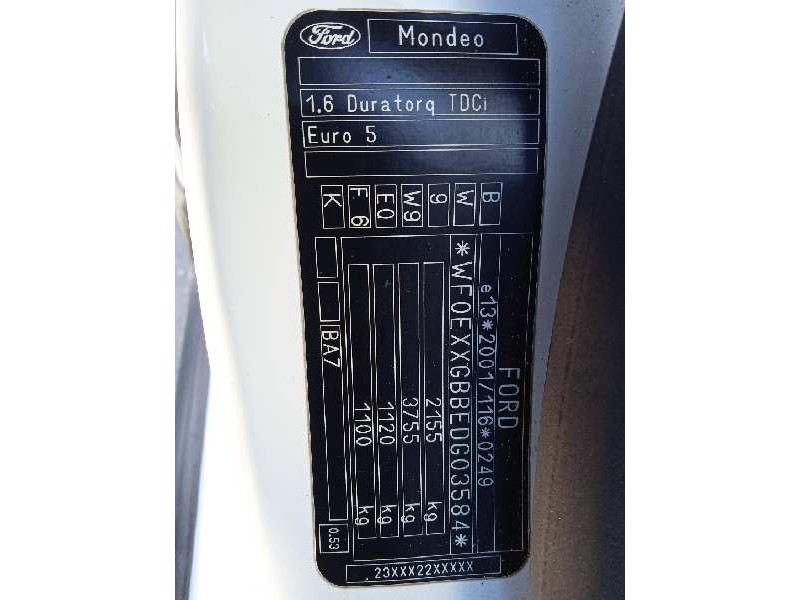 Ford Mondeo
1.6 Duratorq TDCi
Euro 5
B
W
9
W9
E0
F 6
K
FORD
e13*2001/116*0249
*WF0EXXGBBEDG03584*
2155 kg
3755 kg
1120 kg
1100 kg
BA7
0.53
23XXX22XXXXX